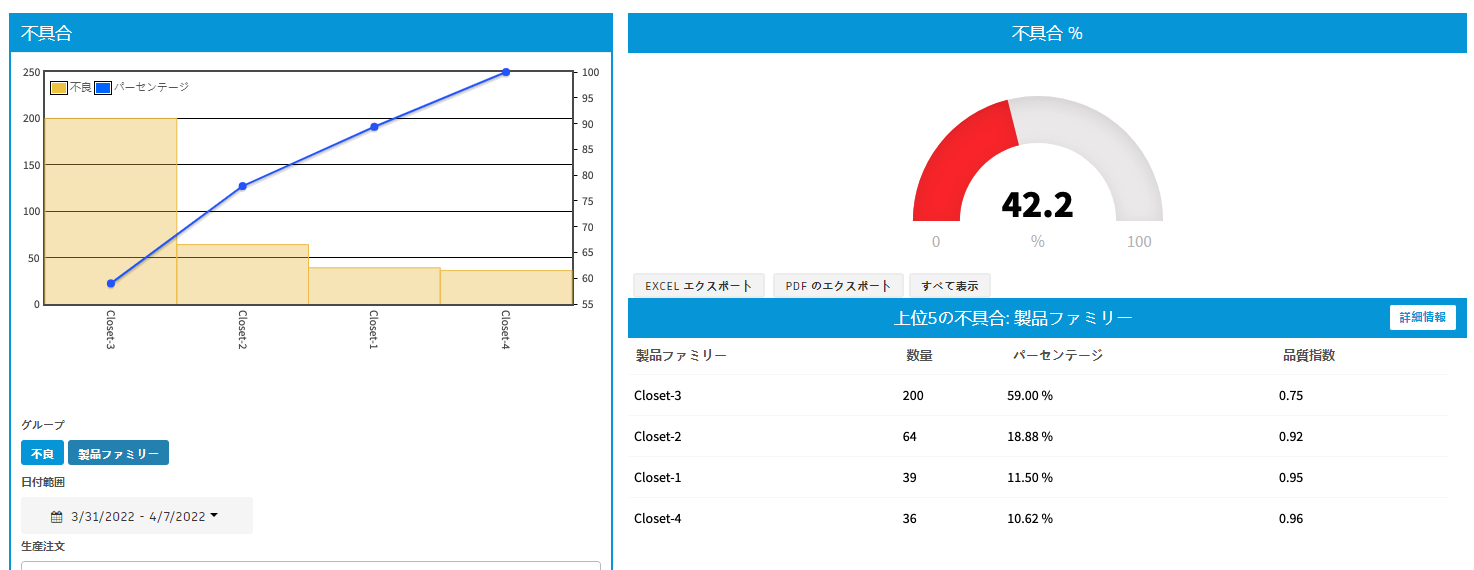 不具合
不良 パーセンテージ
250
200
150
100
50
0
100
95
90
85
80
75
70
65
60
55
Closet-3
Closet-2
Closet-1
Closet-4
グループ
不良 製品ファミリー
日付範囲
3/31/2022 - 4/7/2022
生産注文
不具合 %
42.2
0 % 100
EXCEL エクスポート PDF のエクスポート すべて表示
上位5の不具合: 製品ファミリー 詳細情報
製品ファミリー 数量 パーセンテージ 品質指数
Closet-3 200 59.00 % 0.75
Closet-2 64 18.88 % 0.92
Closet-1 39 11.50 % 0.95
Closet-4 36 10.62 % 0.96